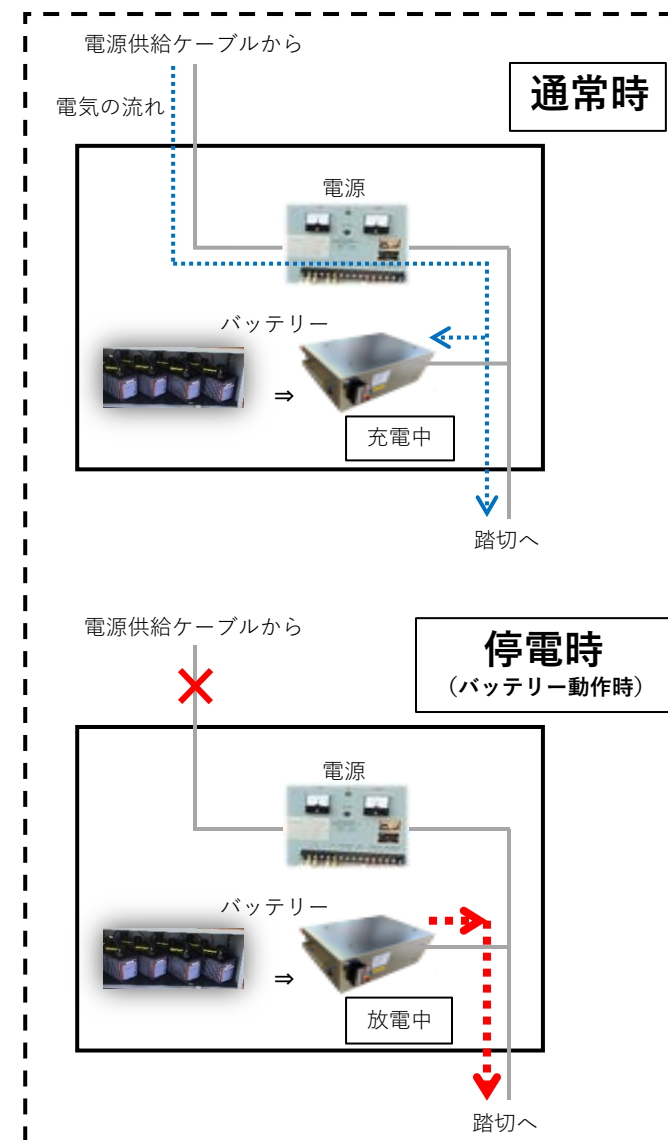 電源供給ケーブルから
通常時
電気の流れ
電源
バッテリー
⇒
充電中
踏切へ
電源供給ケーブルから
停電時
（バッテリー動作時）
電源
バッテリー
⇒
放電中
踏切へ